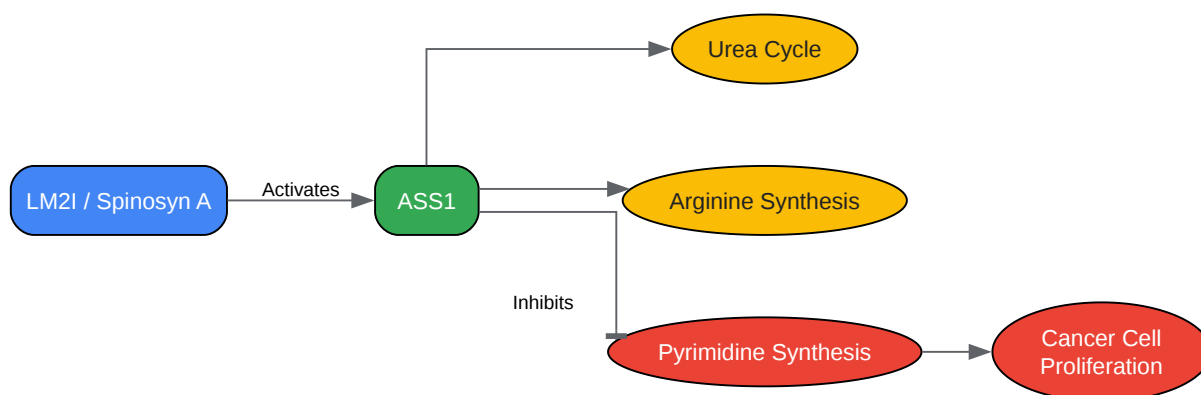 Urea Cycle
LM2I / Spinosyn A
Activates
ASS1
Arginine Synthesis
Inhibits
Pyrimidine Synthesis
Cancer Cell
Proliferation